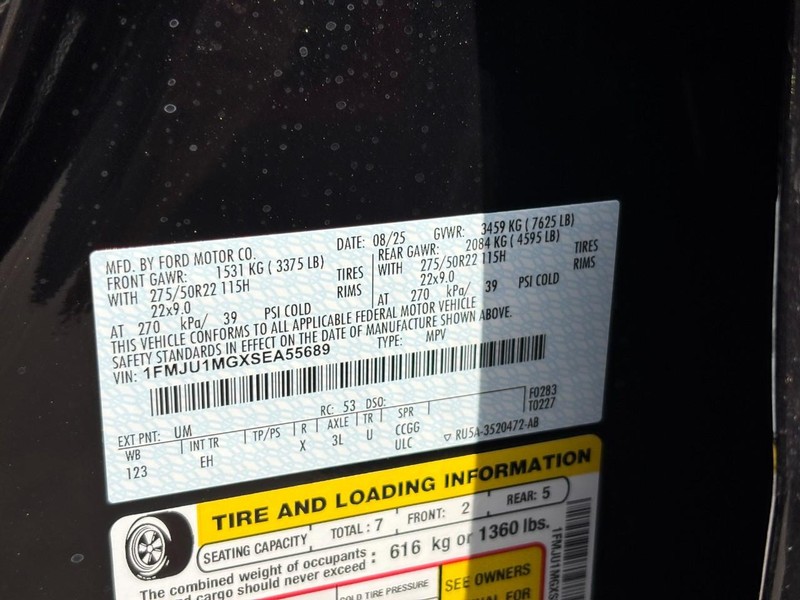 MFD. BY FORD MOTOR CO.
DATE: 08/25 GVWR: 3459 KG ( 7625 LB)
FRONT GAWR: 1531 KG ( 3375 LB)
WITH 275/50R22 115H TIRES
22x9.0 RIMS
AT 270 kPa/ 39 PSI COLD
REAR GAWR: 2084 KG ( 4595 LB)
WITH 275/50R22 115H TIRES
22x9.0 RIMS
AT 270 kPa/ 39 PSI COLD
THIS VEHICLE CONFORMS TO ALL APPLICABLE FEDERAL MOTOR VEHICLE
SAFETY STANDARDS IN EFFECT ON THE DATE OF MANUFACTURE SHOWN ABOVE.
VIN: 1FMJU1MGXSEA55689 TYPE: MPV
F0283
T0227
EXT PNT: UM RC: 53 DSO:
WB INT TR TP/PS R AXLE TR SPR
123 EH X 3L U CCGG
ULC RU5A-3520472-AB
TIRE AND LOADING INFORMATION
SEATING CAPACITY TOTAL: 7 FRONT: 2 REAR: 5
The combined weight of occupants
and cargo should never exceed : 616 kg or 1360 lbs.
COLD TIRE PRESSURE
SEE OWNERS
FOR
1FMJU1MGXS